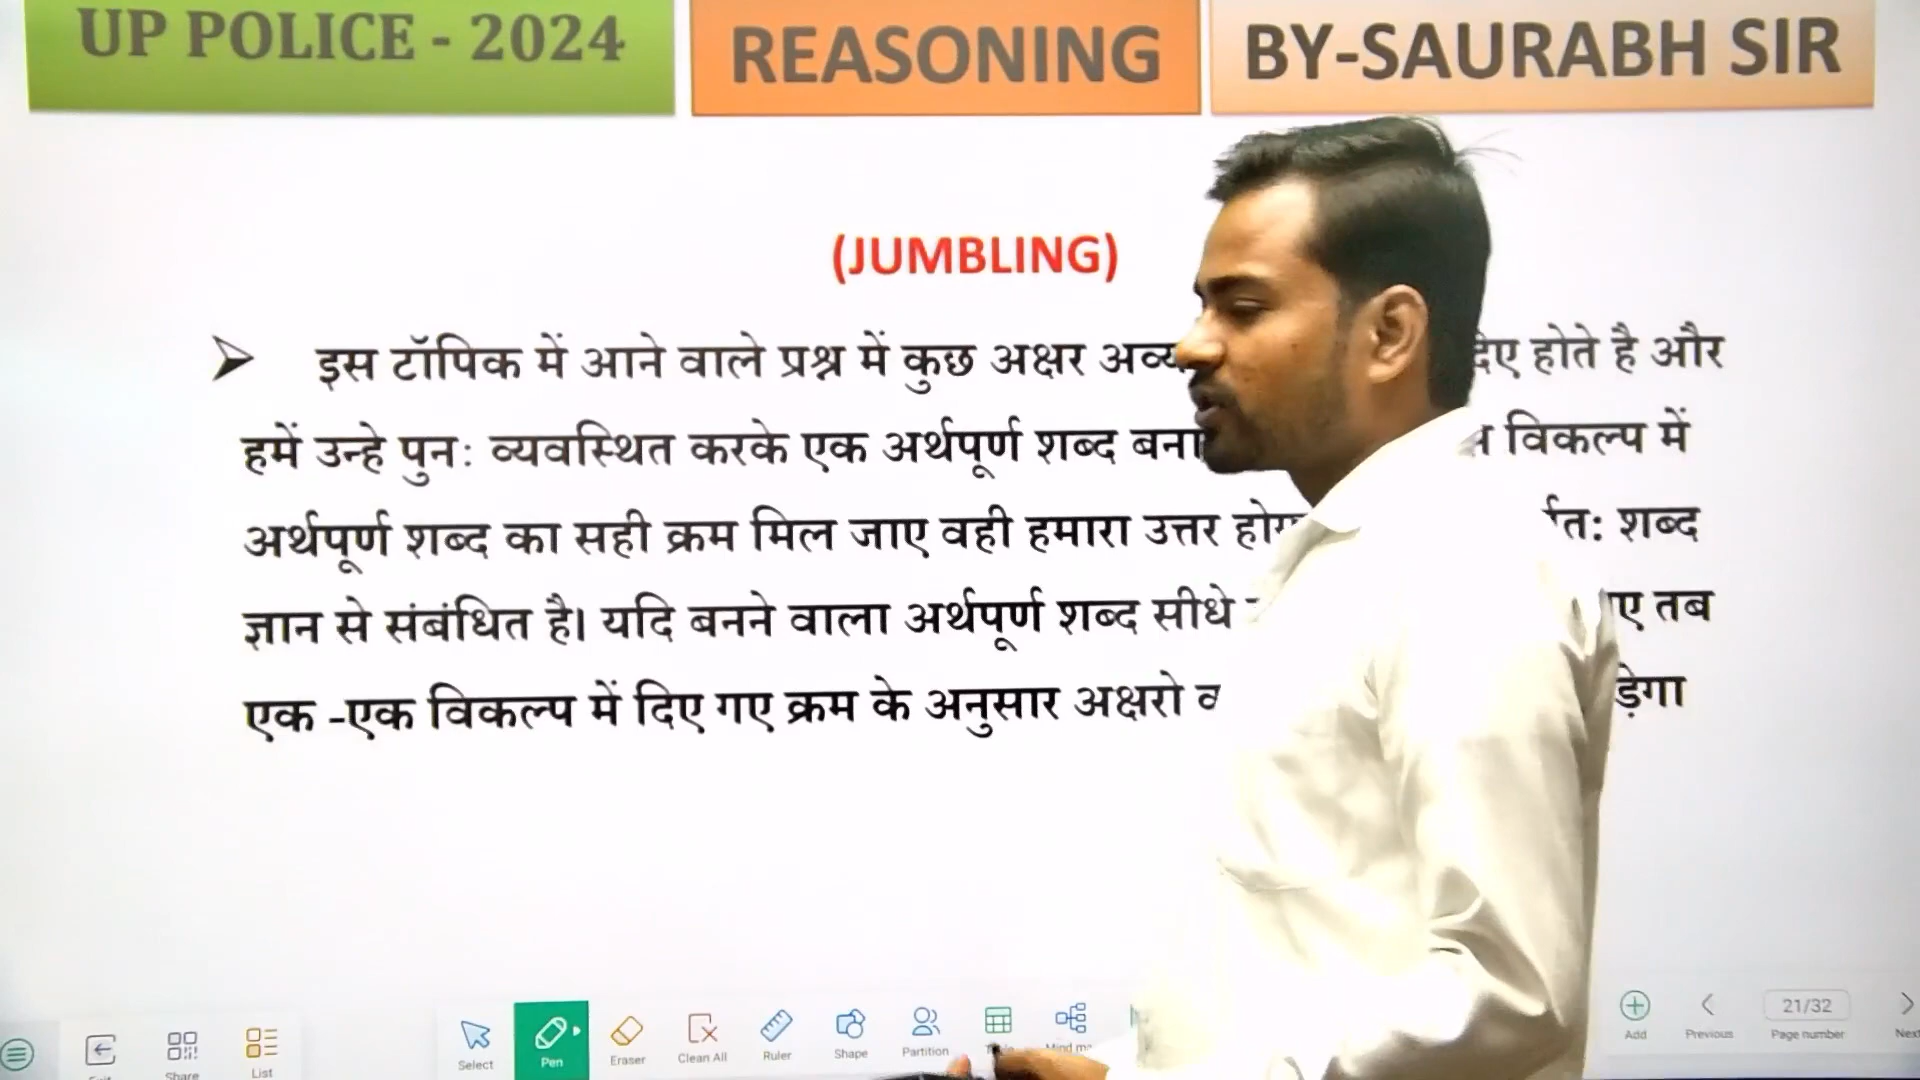 UP POLICE - 2024
REASONING
BY-SAURABH SIR
(JUMBLING)
इस टॉपिक में आने वाले प्रश्न में कुछ अक्षर होते है और
हमें उन्हे पुनः व्यवस्थित करके एक अर्थपूर्ण शब्द विकल्प में
अर्थपूर्ण शब्द का सही क्रम मिल जाए वही हमारा उत्तर शब्द
ज्ञान से संबंधित है। यदि बनने वाला अर्थपूर्ण शब्द सीधे तब
एक -एक विकल्प में दिए गए क्रम के अनुसार अक्षरो
Share
List
Select
Pen
Eraser
Clean All
Ruler
Shape
Partition
Add
Previous
21/32
Page number
Next